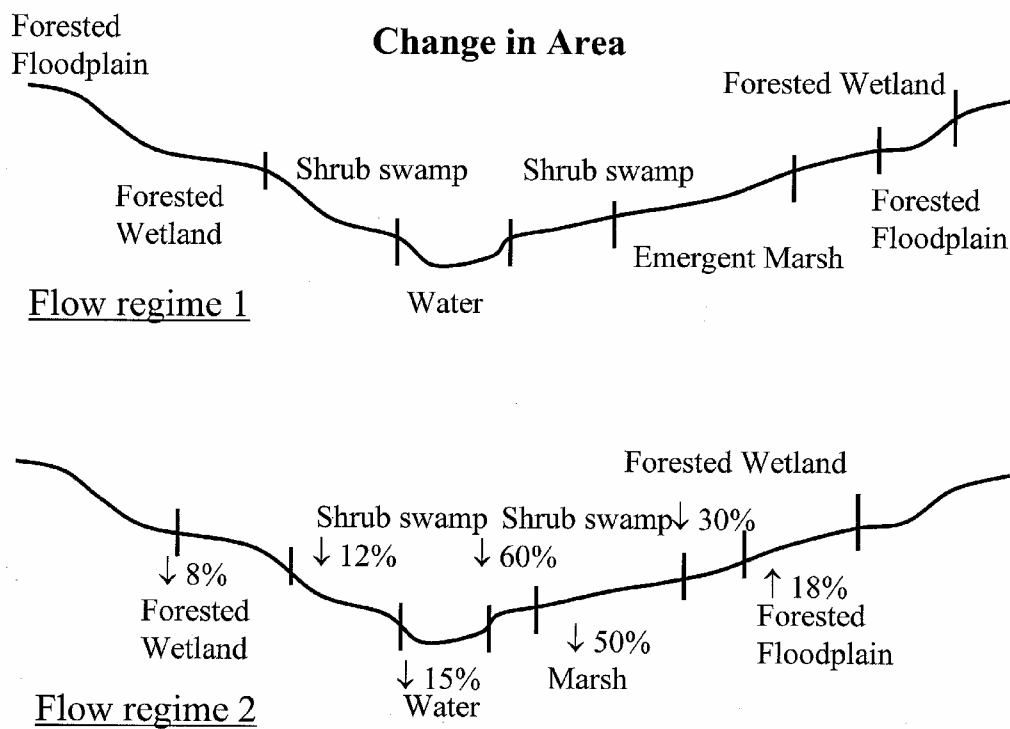 Change in Area
Forested
Floodplain
Forested Wetland
Shrub swamp
Shrub swamp
Forested
Wetland
Forested
Floodplain
Emergent Marsh
Water
Flow regime 1
Forested Wetland
Shrub swamp
Shrub swamp
↓ 30%
↓ 12%
↓ 60%
↓ 8%
Forested
Wetland
↑ 18%
Forested
Floodplain
↓ 50%
Marsh
↓ 15%
Water
Flow regime 2